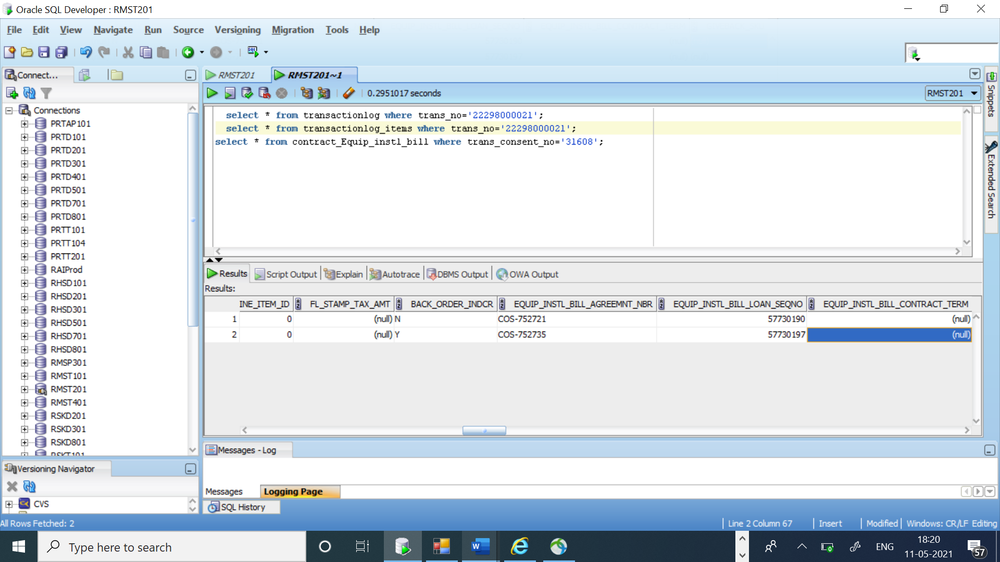 Oracle SQL Developer : RMST201
File Edit View Navigate Run Source Versioning Migration Tools Help
Connect...
RMST201
RMST201~1
0.2951017 seconds
RMST201
Connections
PRTAP101
PRTD101
PRTD201
PRTD301
PRTD401
PRTD501
PRTD701
PRTD801
PRTT101
PRTT104
PRTT201
RAIProd
RHSD101
RHSD201
RHSD301
RHSD501
RHSD701
RHSD801
RMSP301
RMST101
RMST201
RMST401
RSKD201
RSKD301
RSKD801
RSKT101
Versioning Navigator
CVS
select * from transactionlog where trans_no='22298000021';
select * from transactionlog_items where trans_no='22298000021';
select * from contract_Equip_instl_bill where trans_consent_no='31608';
Snippets
Extended Search
Results Script Output Explain Autotrace DBMS Output OWA Output
Results:
INE_ITEM_ID FL_STAMP_TAX_AMT BACK_ORDER_INDCR EQUIP_INSTL_BILL_AGREEMNT_NBR EQUIP_INSTL_BILL_LOAN_SEQNO EQUIP_INSTL_BILL_CONTRACT_TERM
1 0 (null) N COS-752721 57730190 (null)
2 0 (null) Y COS-752735 57730197 (null)
Messages - Log
Messages Logging Page
SQL History
All Rows Fetched: 2
Line 2 Column 67 Insert Modified Windows: CR/LF Editing
Type here to search
ENG
18:20
11-05-2021
57